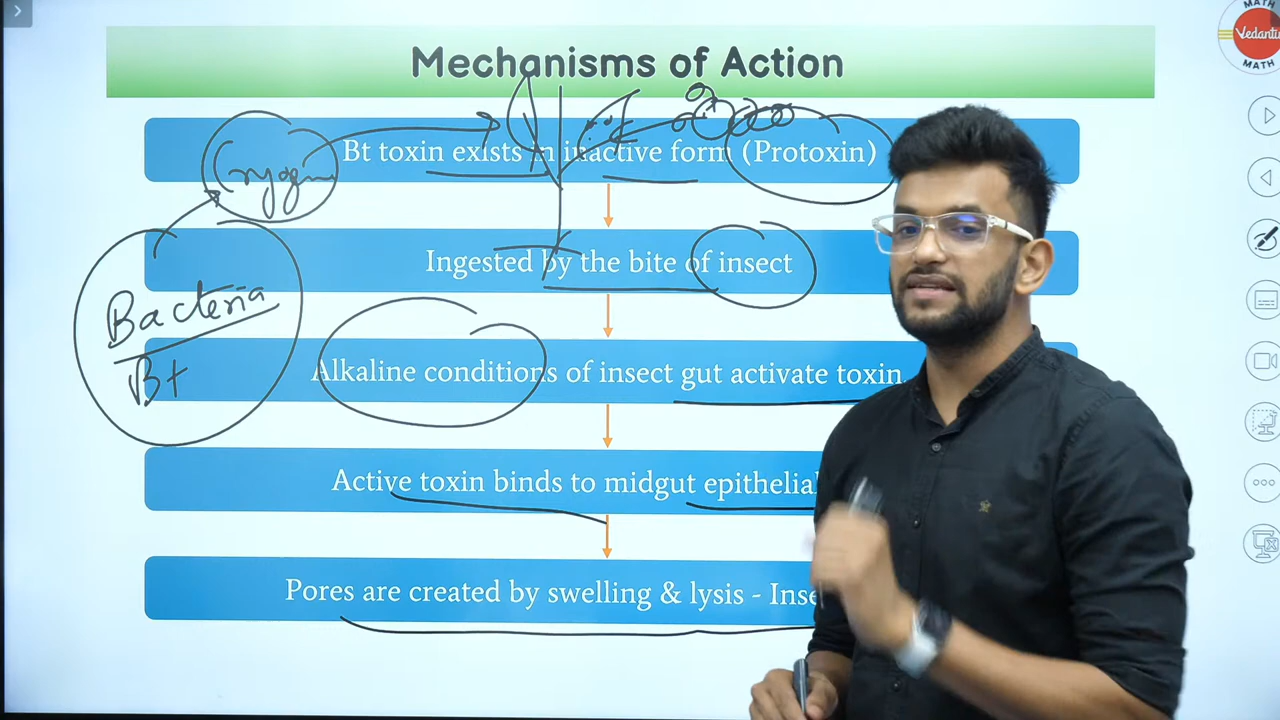 Mechanisms of Action
Bt toxin exists in inactive form (Protoxin)
Ingested by the bite of insect
Alkaline conditions of insect gut activate toxin
Active toxin binds to midgut epithelial
Pores are created by swelling & lysis -
Bacteria
Bt
MATH
Vedantu
MATH